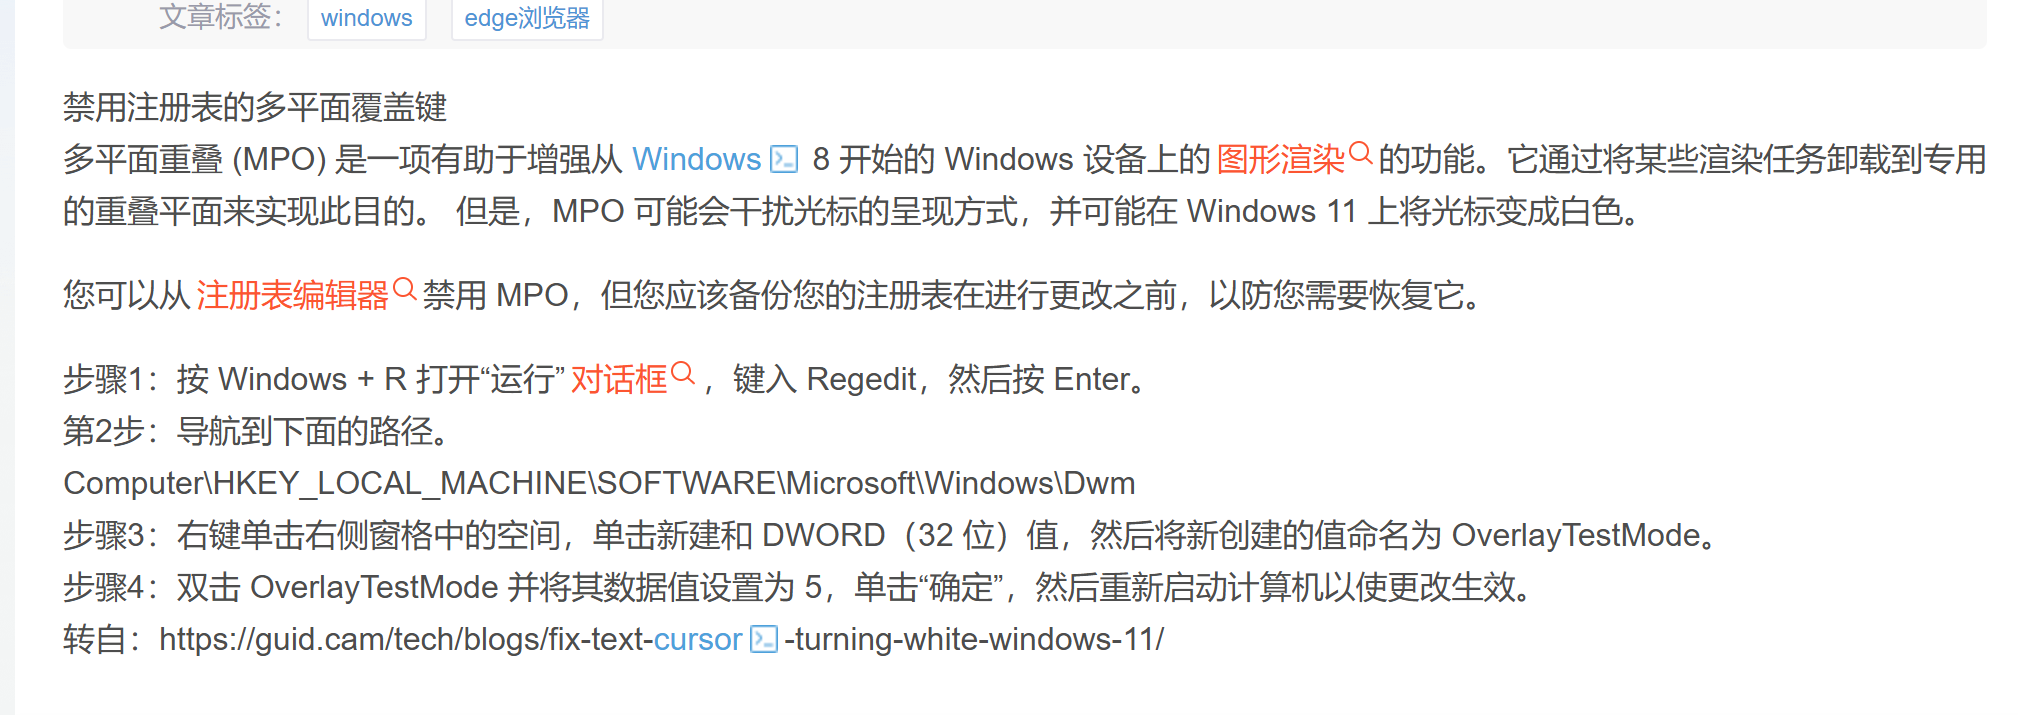 文章标签： windows edge浏览器
禁用注册表的多平面覆盖键
多平面重叠 (MPO) 是一项有助于增强从 Windows 8 开始的 Windows 设备上的 图形渲染 的功能。它通过将某些渲染任务卸载到专用
的重叠平面来实现此目的。 但是，MPO 可能会干扰光标的呈现方式，并可能在 Windows 11 上将光标变成白色。
您可以从 注册表编辑器 禁用 MPO，但您应该备份您的注册表在进行更改之前，以防您需要恢复它。
步骤1：按 Windows + R 打开“运行” 对话框 ，键入 Regedit，然后按 Enter。
第2步：导航到下面的路径。
Computer\HKEY_LOCAL_MACHINE\SOFTWARE\Microsoft\Windows\Dwm
步骤3：右键单击右侧窗格中的空间，单击新建和 DWORD（32 位）值，然后将新创建的值命名为 OverlayTestMode。
步骤4：双击 OverlayTestMode 并将其数据值设置为 5，单击“确定”，然后重新启动计算机以使更改生效。
转自：https://guid.cam/tech/blogs/fix-text-cursor -turning-white-windows-11/